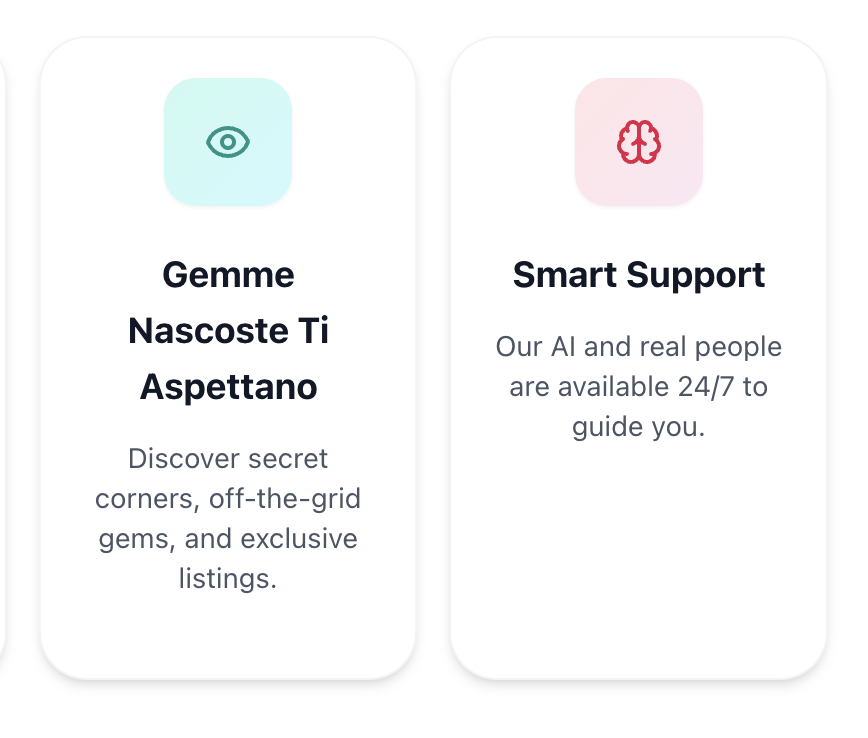 Gemme
Nascoste Ti
Aspettano
Discover secret
corners, off-the-grid
gems, and exclusive
listings.
Smart Support
Our AI and real people
are available 24/7 to
guide you.